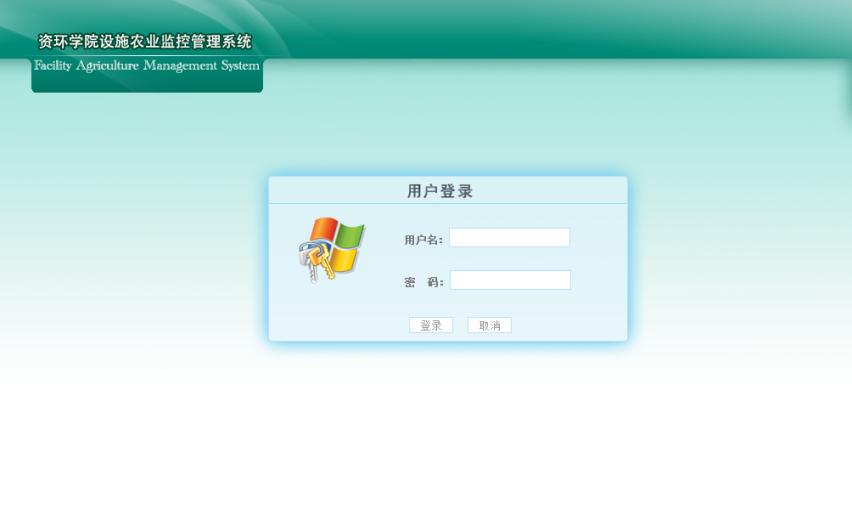 资环学院设施农业监控管理系统
Facility Agriculture Management System
用户登录
用户名：
密 码：
登录 取消